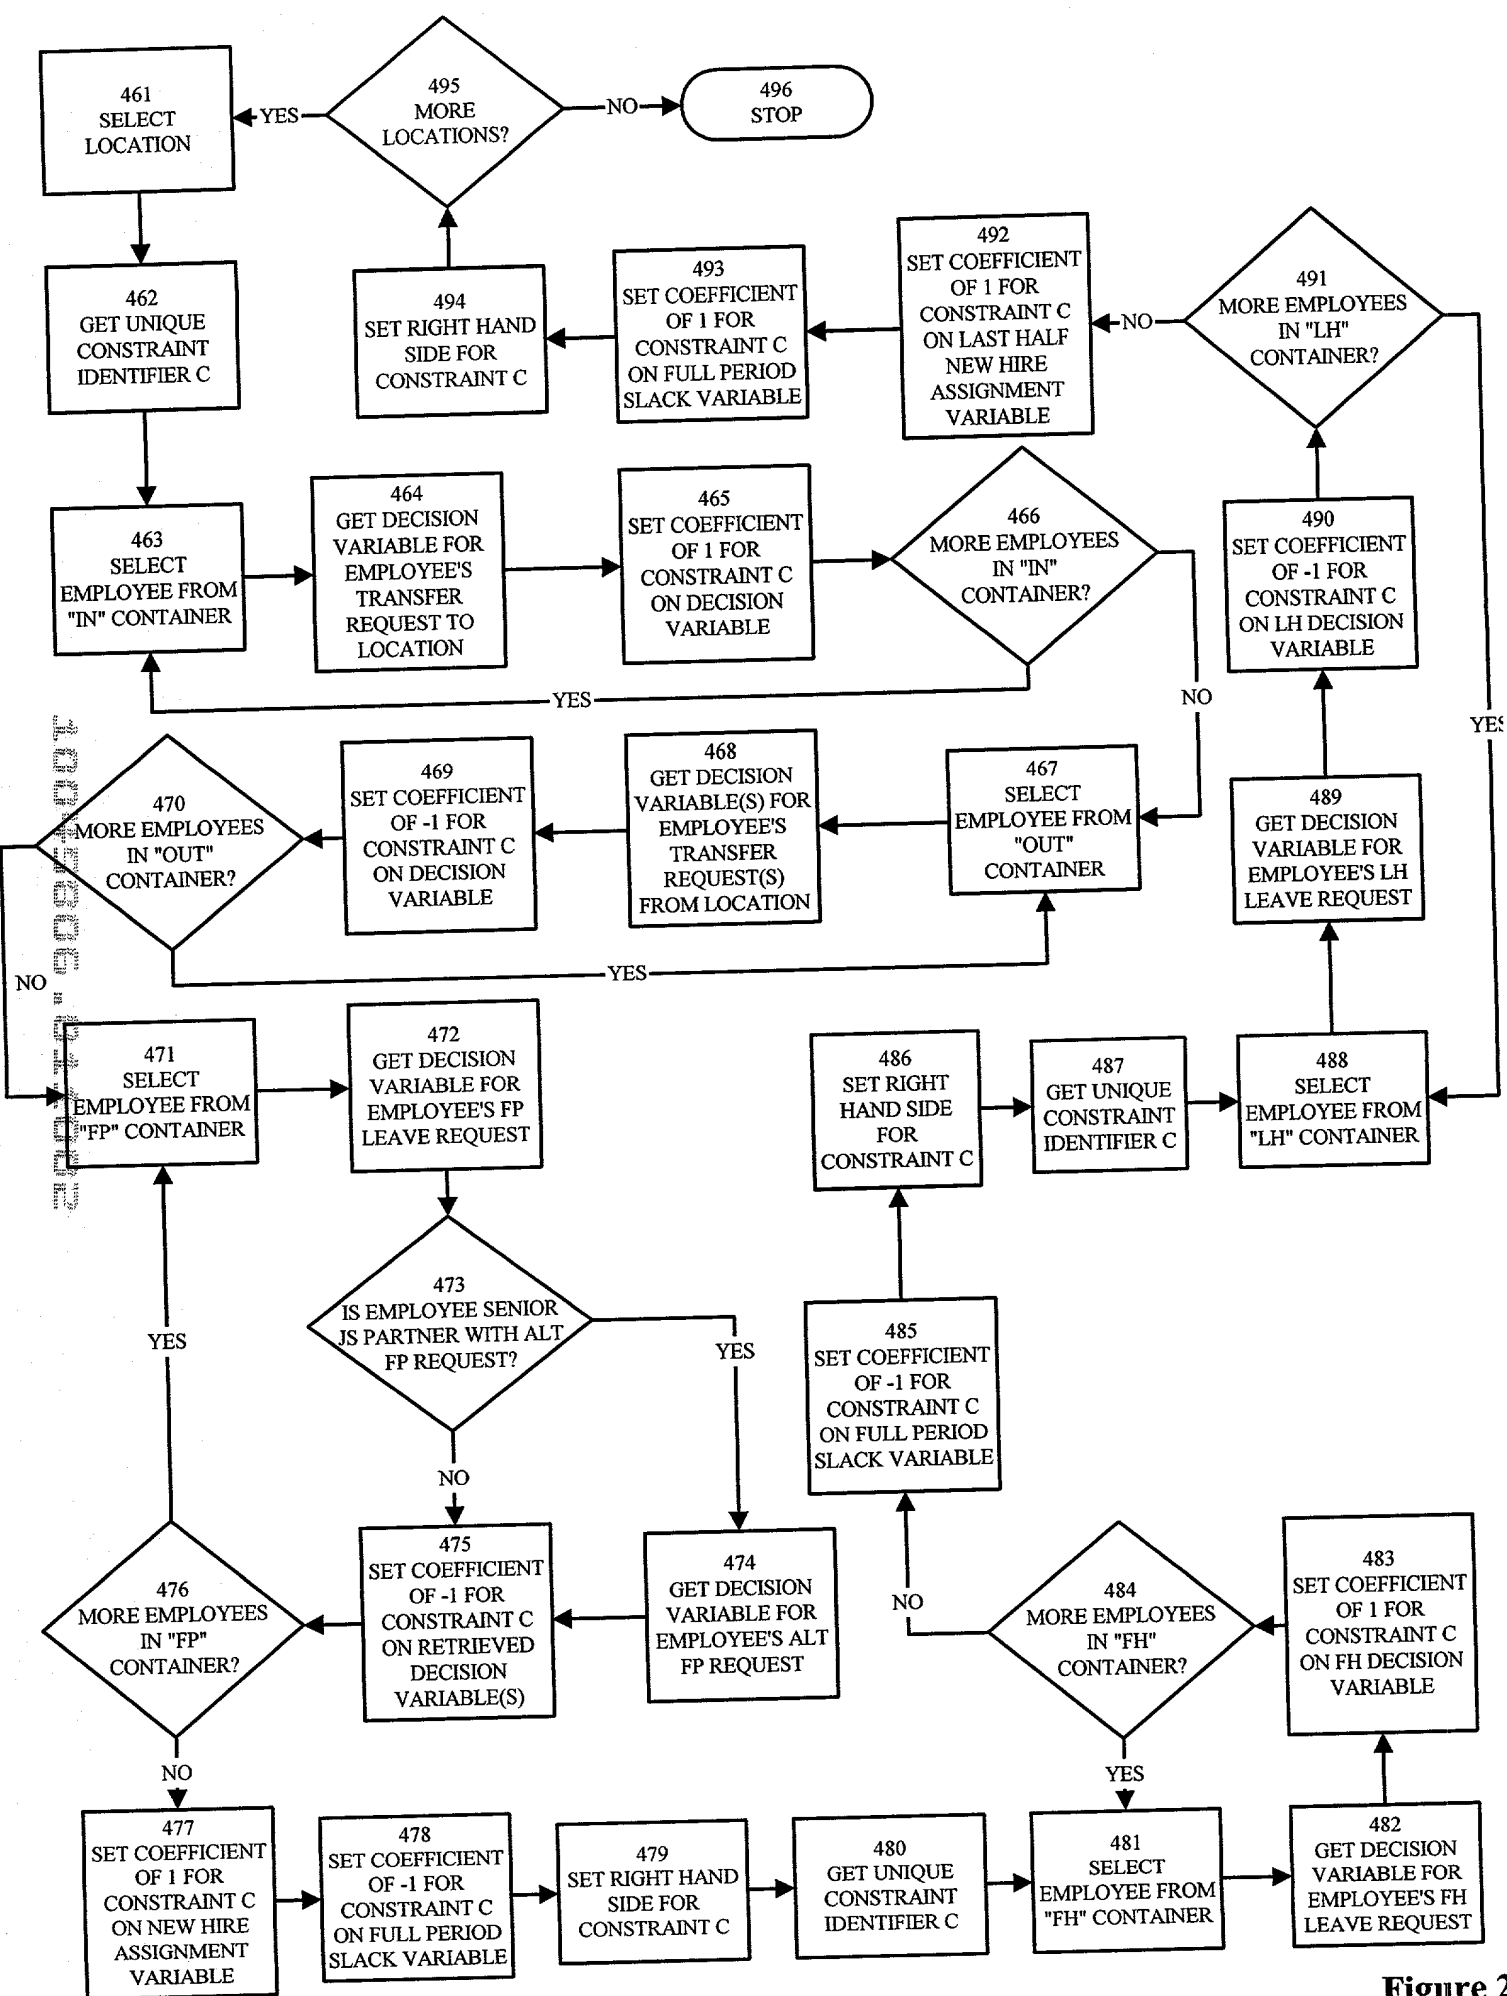 461
SELECT
LOCATION
YES
495
MORE
LOCATIONS?
NO
496
STOP
462
GET UNIQUE
CONSTRAINT
IDENTIFIER C
494
SET RIGHT HAND
SIDE FOR
CONSTRAINT C
493
SET COEFFICIENT
OF 1 FOR
CONSTRAINT C
ON FULL PERIOD
SLACK VARIABLE
492
SET COEFFICIENT
OF 1 FOR
CONSTRAINT C
ON LAST HALF
NEW HIRE
ASSIGNMENT
VARIABLE
NO
491
MORE EMPLOYEES
IN "LH"
CONTAINER?
463
SELECT
EMPLOYEE FROM
"IN" CONTAINER
464
GET DECISION
VARIABLE FOR
EMPLOYEE'S
TRANSFER
REQUEST TO
LOCATION
465
SET COEFFICIENT
OF 1 FOR
CONSTRAINT C
ON DECISION
VARIABLE
466
MORE EMPLOYEES
IN "IN"
CONTAINER?
490
SET COEFFICIENT
OF -1 FOR
CONSTRAINT C
ON LH DECISION
VARIABLE
YES
NO
YES
470
MORE EMPLOYEES
IN "OUT"
CONTAINER?
469
SET COEFFICIENT
OF -1 FOR
CONSTRAINT C
ON DECISION
VARIABLE
468
GET DECISION
VARIABLE(S) FOR
EMPLOYEE'S
TRANSFER
REQUEST(S)
FROM LOCATION
467
SELECT
EMPLOYEE FROM
"OUT"
CONTAINER
489
GET DECISION
VARIABLE FOR
EMPLOYEE'S LH
LEAVE REQUEST
NO
YES
471
SELECT
EMPLOYEE FROM
"FP" CONTAINER
472
GET DECISION
VARIABLE FOR
EMPLOYEE'S FP
LEAVE REQUEST
486
SET RIGHT
HAND SIDE
FOR
CONSTRAINT C
487
GET UNIQUE
CONSTRAINT
IDENTIFIER C
488
SELECT
EMPLOYEE FROM
"LH" CONTAINER
YES
473
IS EMPLOYEE SENIOR
JS PARTNER WITH ALT
FP REQUEST?
YES
NO
485
SET COEFFICIENT
OF -1 FOR
CONSTRAINT C
ON FULL PERIOD
SLACK VARIABLE
476
MORE EMPLOYEES
IN "FP"
CONTAINER?
475
SET COEFFICIENT
OF -1 FOR
CONSTRAINT C
ON RETRIEVED
DECISION
VARIABLE(S)
474
GET DECISION
VARIABLE FOR
EMPLOYEE'S ALT
FP REQUEST
NO
484
MORE EMPLOYEES
IN "FH"
CONTAINER?
483
SET COEFFICIENT
OF 1 FOR
CONSTRAINT C
ON FH DECISION
VARIABLE
NO
YES
477
SET COEFFICIENT
OF 1 FOR
CONSTRAINT C
ON NEW HIRE
ASSIGNMENT
VARIABLE
478
SET COEFFICIENT
OF -1 FOR
CONSTRAINT C
ON FULL PERIOD
SLACK VARIABLE
479
SET RIGHT HAND
SIDE FOR
CONSTRAINT C
480
GET UNIQUE
CONSTRAINT
IDENTIFIER C
481
SELECT
EMPLOYEE FROM
"FH" CONTAINER
482
GET DECISION
VARIABLE FOR
EMPLOYEE'S FH
LEAVE REQUEST
Figure 2